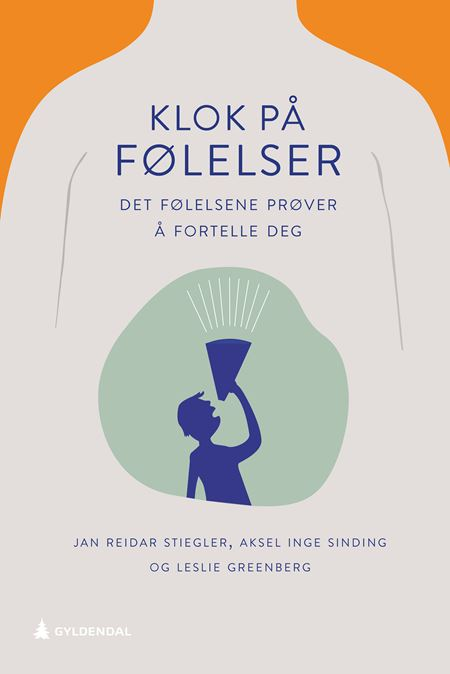 KLOK PÅ
FØLELSER
DET FØLELSENE PRØVER
Å FORTELLE DEG
JAN REIDAR STIEGLER, AKSEL INGE SINDING
OG LESLIE GREENBERG
GYLDENDAL